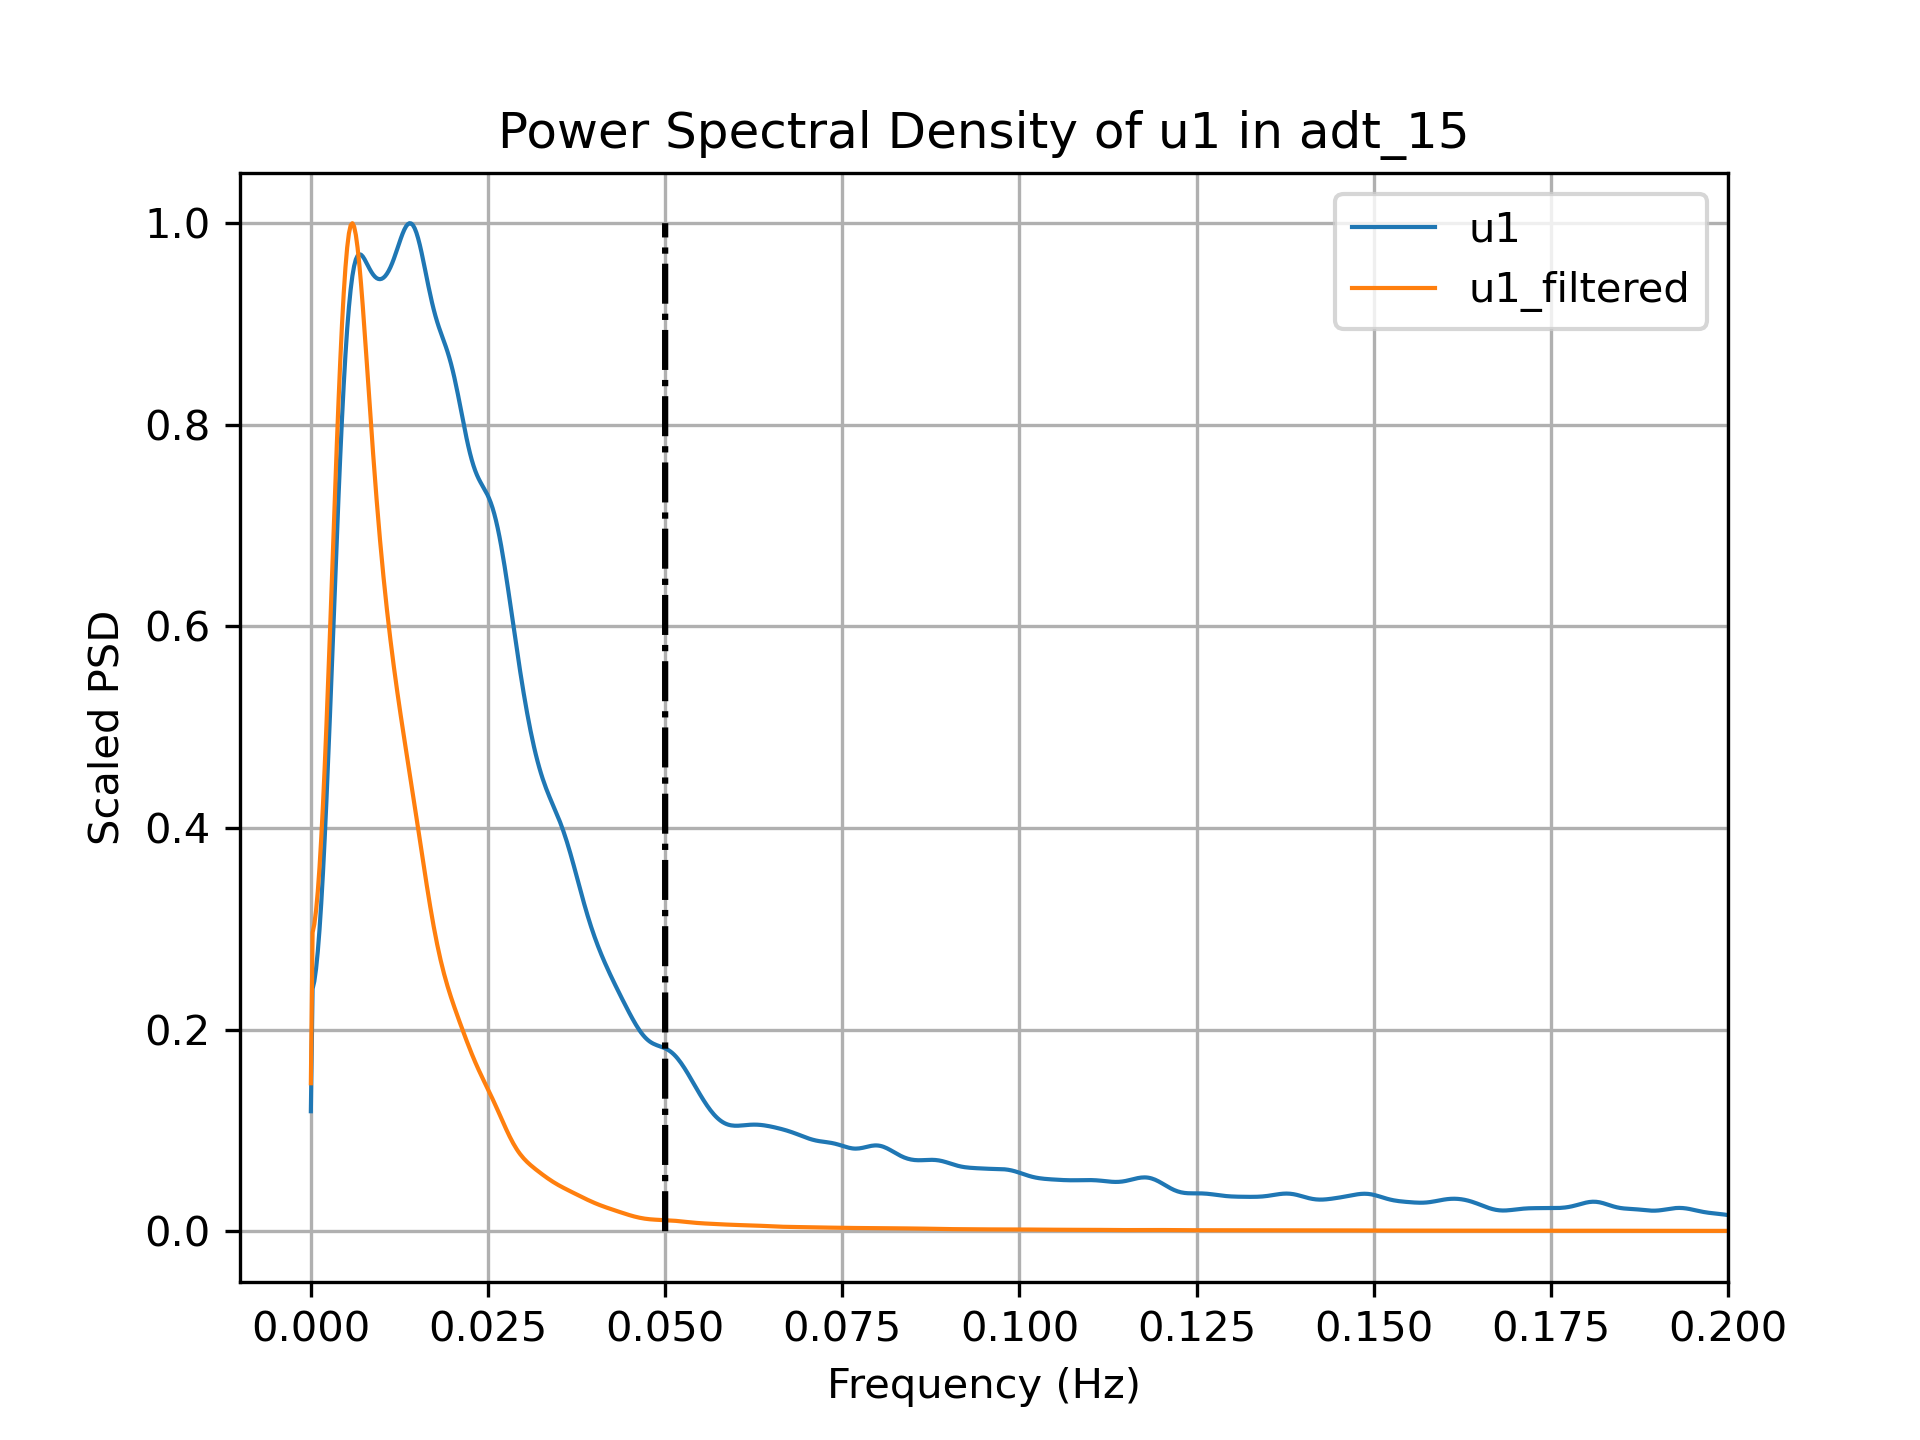 Power Spectral Density of u1 in adt_15
u1
u1_filtered
1.0
0.8
0.6
0.4
0.2
0.0
Scaled PSD
0.000 0.025 0.050 0.075 0.100 0.125 0.150 0.175 0.200
Frequency (Hz)